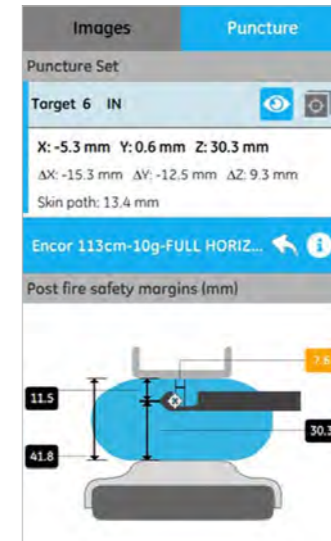 Images Puncture
Puncture Set
Target 6 IN
X: -5.3 mm Y: 0.6 mm Z: 30.3 mm
ΔX: -15.3 mm ΔY: -12.5 mm ΔZ: 9.3 mm
Skin path: 13.4 mm
Encor 113cm-10g-FULL HORIZ...
Post fire safety margins (mm)
2.6
11.5
30.3
41.8